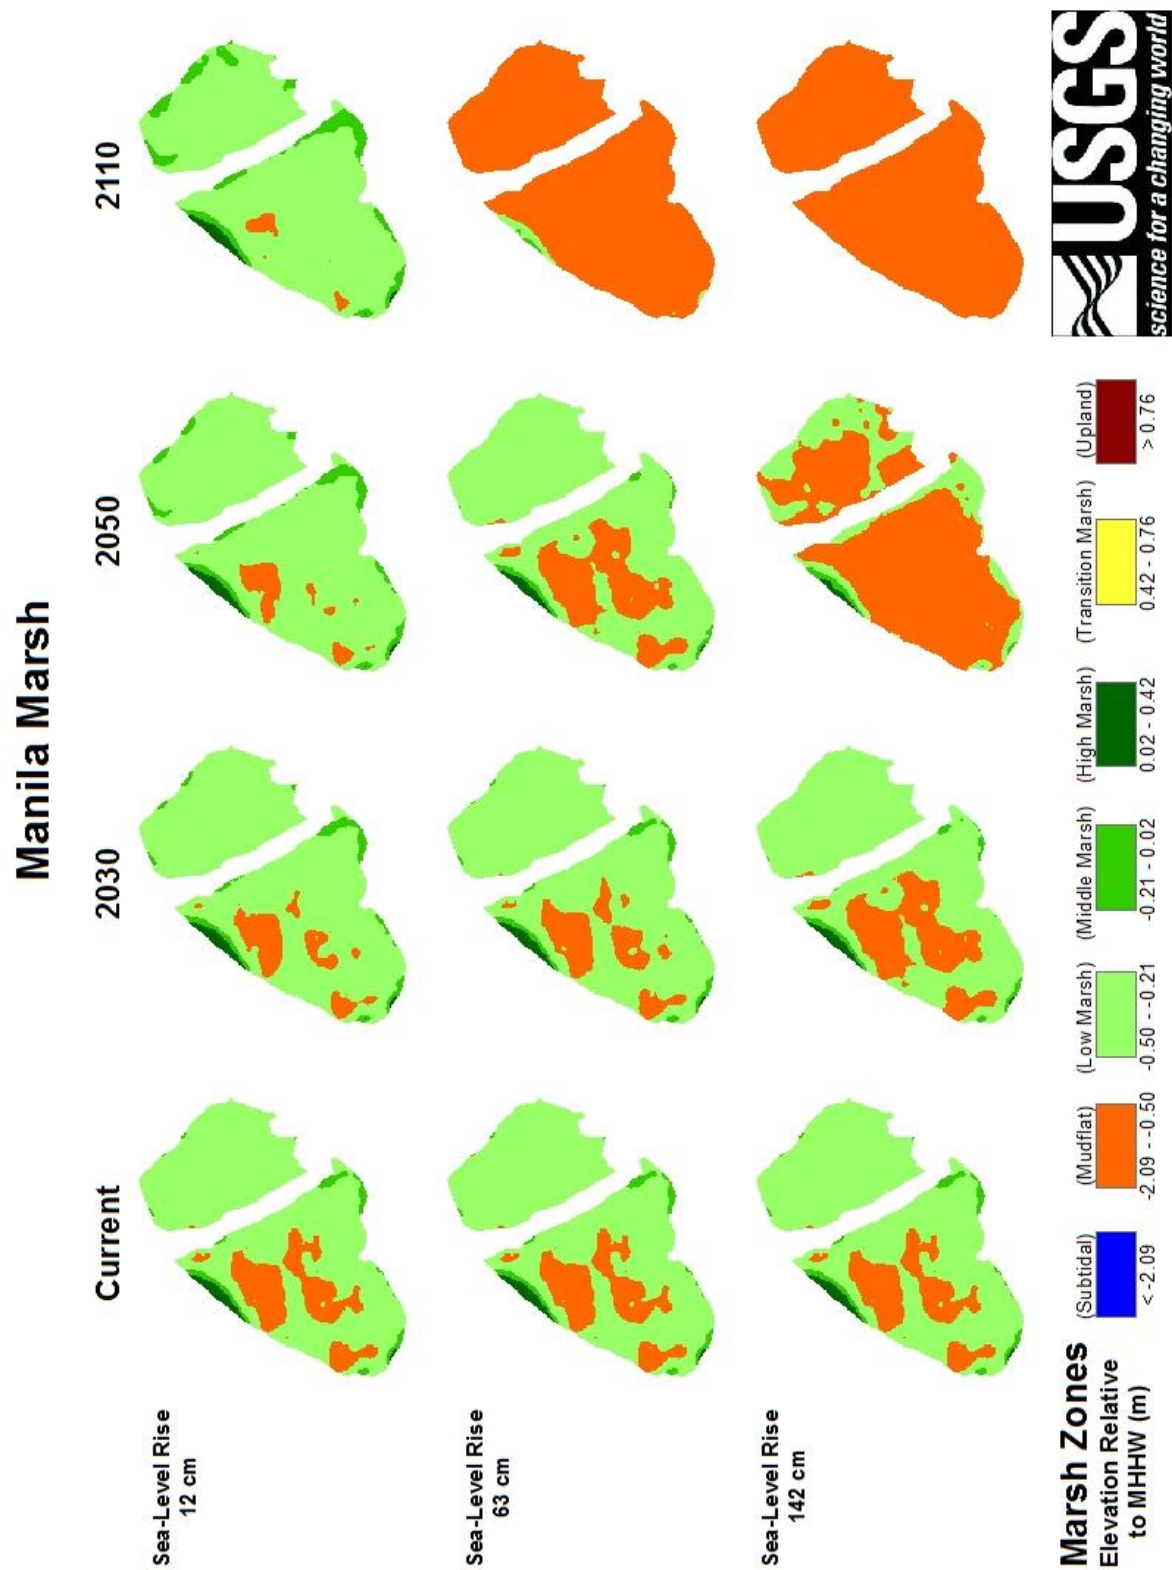 Manila Marsh
Current 2030 2050 2110
Sea-Level Rise
12 cm
Sea-Level Rise
63 cm
Sea-Level Rise
142 cm
Marsh Zones
Elevation Relative
to MHHW (m)
(Subtidal) (Mudflat) (Low Marsh) (Middle Marsh) (High Marsh) (Transition Marsh) (Upland)
< -2.09 -2.09 - -0.50 -0.50 - -0.21 -0.21 - 0.02 0.02 - 0.42 0.42 - 0.76 > 0.76
USGS
science for a changing world